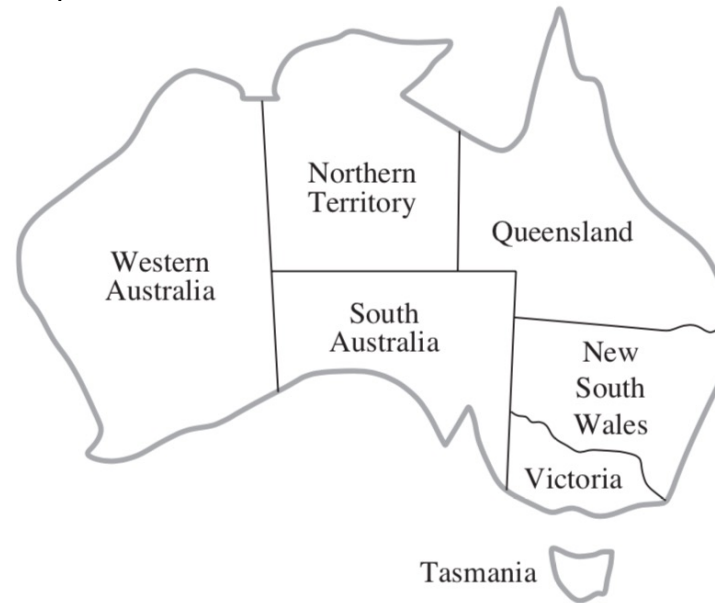 Northern
Territory
Queensland
Western
Australia
South
Australia
New
South
Wales
Victoria
Tasmania